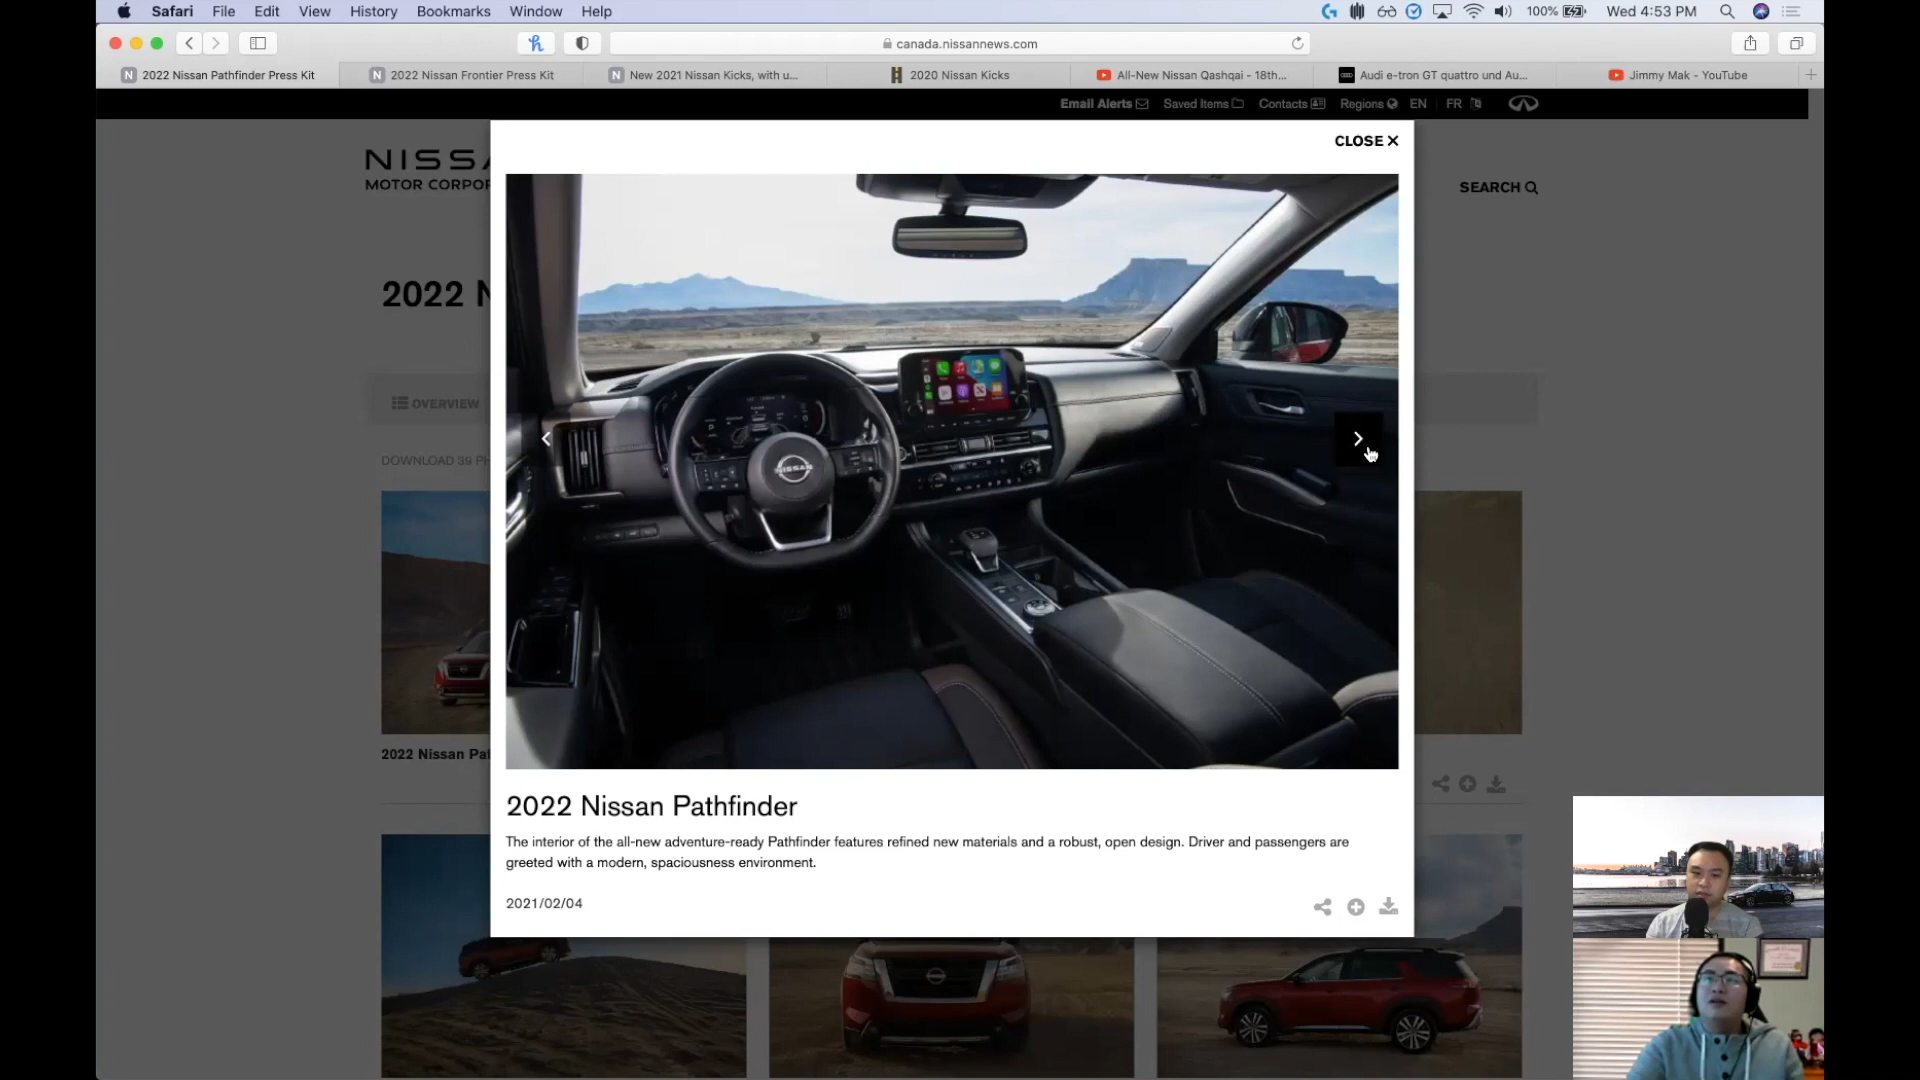 Safari File Edit View History Bookmarks Window Help 100% Wed 4:53 PM
canada.nissannews.com
2022 Nissan Pathfinder Press Kit 2022 Nissan Frontier Press Kit New 2021 Nissan Kicks, with u... 2020 Nissan Kicks All-New Nissan Qashqai - 18th... Audi e-tron GT quattro und Au... Jimmy Mak - YouTube
Email Alerts Saved Items Contacts Regions EN FR
CLOSE
NISSA
MOTOR CORPOR
SEARCH
2022 N
OVERVIEW
DOWNLOAD 39 P
NISSAN
2022 Nissan Pat
2022 Nissan Pathfinder
The interior of the all-new adventure-ready Pathfinder features refined new materials and a robust, open design. Driver and passengers are
greeted with a modern, spaciousness environment.
2021/02/04